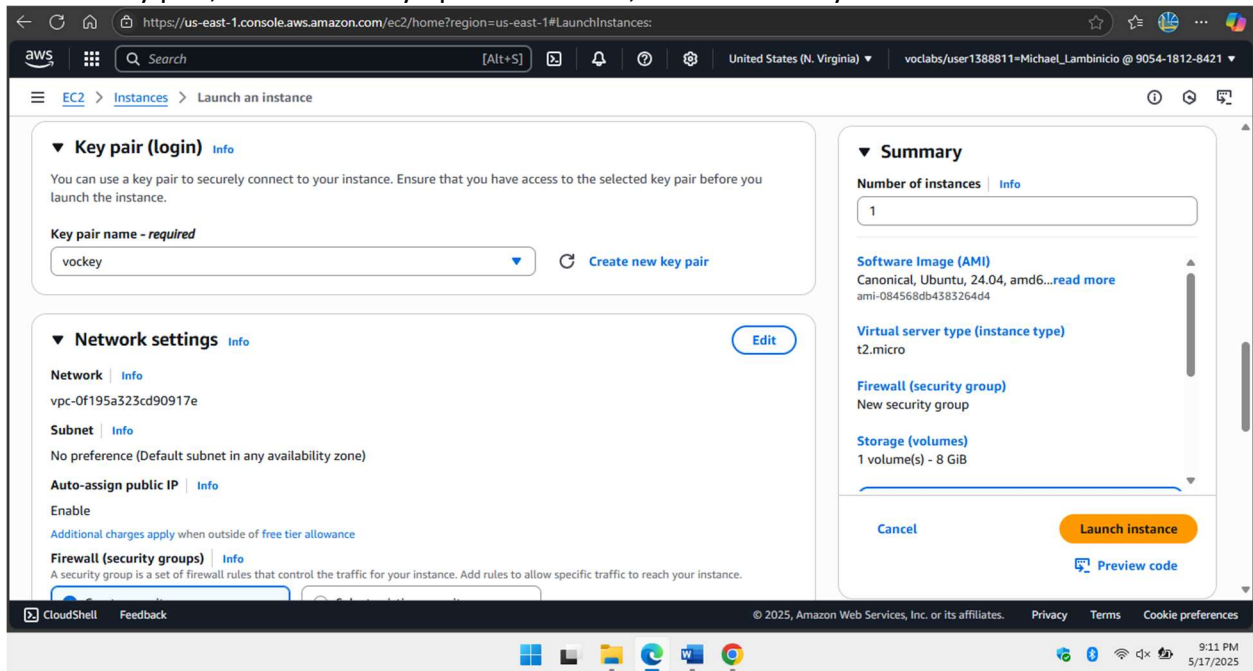 https://us-east-1.console.aws.amazon.com/ec2/home?region=us-east-1#LaunchInstances:
aws
Search [Alt+S]
United States (N. Virginia) ▼
voclabs/user1388811=Michael_Lambinicio @ 9054-1812-8421 ▼
EC2 > Instances > Launch an instance
▼ Key pair (login) Info
You can use a key pair to securely connect to your instance. Ensure that you have access to the selected key pair before you
launch the instance.
Key pair name - required
vockey
Create new key pair
▼ Network settings Info
Edit
Network Info
vpc-0f195a323cd90917e
Subnet Info
No preference (Default subnet in any availability zone)
Auto-assign public IP Info
Enable
Additional charges apply when outside of free tier allowance
Firewall (security groups) Info
A security group is a set of firewall rules that control the traffic for your instance. Add rules to allow specific traffic to reach your instance.
▼ Summary
Number of instances Info
1
Software Image (AMI)
Canonical, Ubuntu, 24.04, amd6...read more
ami-084568db4383264d4
Virtual server type (instance type)
t2.micro
Firewall (security group)
New security group
Storage (volumes)
1 volume(s) - 8 GiB
Cancel
Launch instance
Preview code
CloudShell Feedback
© 2025, Amazon Web Services, Inc. or its affiliates. Privacy Terms Cookie preferences
9:11 PM
5/17/2025